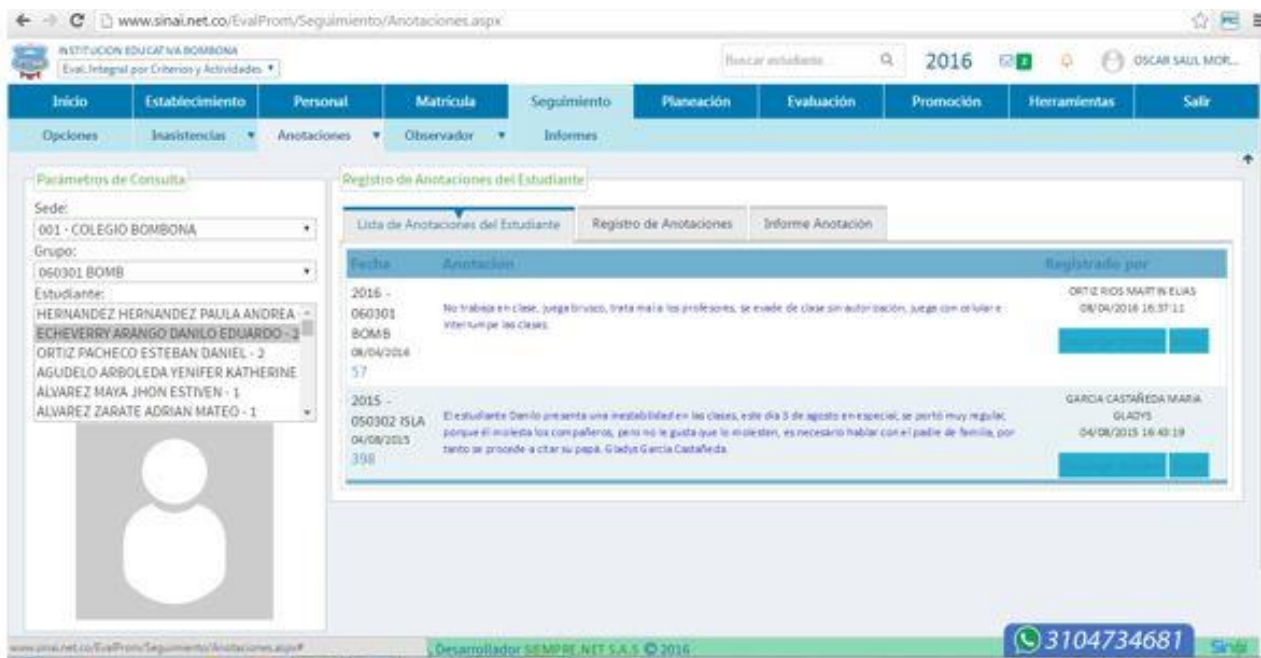 www.sinai.net.co/EvalProm/Seguimiento/Anotaciones.aspx
INSTITUCION EDUCATIVA BOMBONA
Eval. Integral por Criterios y Actividades
Buscar estudiante
2016
2
OSCAR SAUL MOR...
Inicio Establecimiento Personal Matrícula Seguimiento Planeación Evaluación Promoción Herramientas Salir
Opciones Inasistencias Anotaciones Observador Informes
Parámetros de Consulta
Sede:
001 - COLEGIO BOMBONA
Grupo:
060301 BOMB
Estudiante:
HERNANDEZ HERNANDEZ PAULA ANDREA -
ECHEVERRY ARANGO DANILO EDUARDO - 2
ORTIZ PACHECO ESTEBAN DANIEL - 2
AGUDELO ARBOLEDA YENIFER KATHERINE
ALVAREZ MAYA JHON ESTIVEN - 1
ALVAREZ ZARATE ADRIAN MATEO - 1
Registro de Anotaciones del Estudiante
Lista de Anotaciones del Estudiante Registro de Anotaciones Informe Anotación
Fecha Anotacion Registrado por
2016 -
060301
BOMB
08/04/2016
57
No trabaja en clase, juega brusco, trata mal a los profesores, se evade de clase sin autorización, juega con celular e
interrumpe las clases.
ORTIZ RIOS MARTIN ELIAS
08/04/2016 16:37:11
2015 -
050302 ISLA
04/08/2015
398
El estudiante Danilo presenta una inestabilidad en las clases, este día 3 de agosto en especial, se portó muy regular,
porque él molesta los compañeros, pero no le gusta que lo molesten, es necesario hablar con el padre de familia, por
tanto se procede a citar su papá. Gladys Garcia Castañeda.
GARCIA CASTAÑEDA MARIA
GLADYS
04/08/2015 16:43:19
www.sinai.net.co/EvalProm/Seguimiento/Anotaciones.aspx#
Desarrollador SIEMPRE.NET S.A.S © 2016
3104734681
Sinai